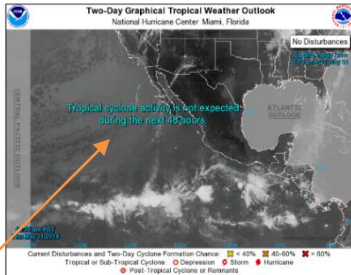 Two-Day Graphical Tropical Weather Outlook
National Hurricane Center Miami, Florida
No Disturbances
Tropical cyclone activity is not expected
during the next 48 hours
ATLANTIC
OUTLOOK
CENTRAL PACIFIC OUTLOOK
Current Disturbances and Two-Day Cyclone Formation Chance: < 40% 40-60% > 60%
Tropical or Sub-Tropical Cyclone: Depression Storm Hurricane
Post-Tropical Cyclone or Remnants